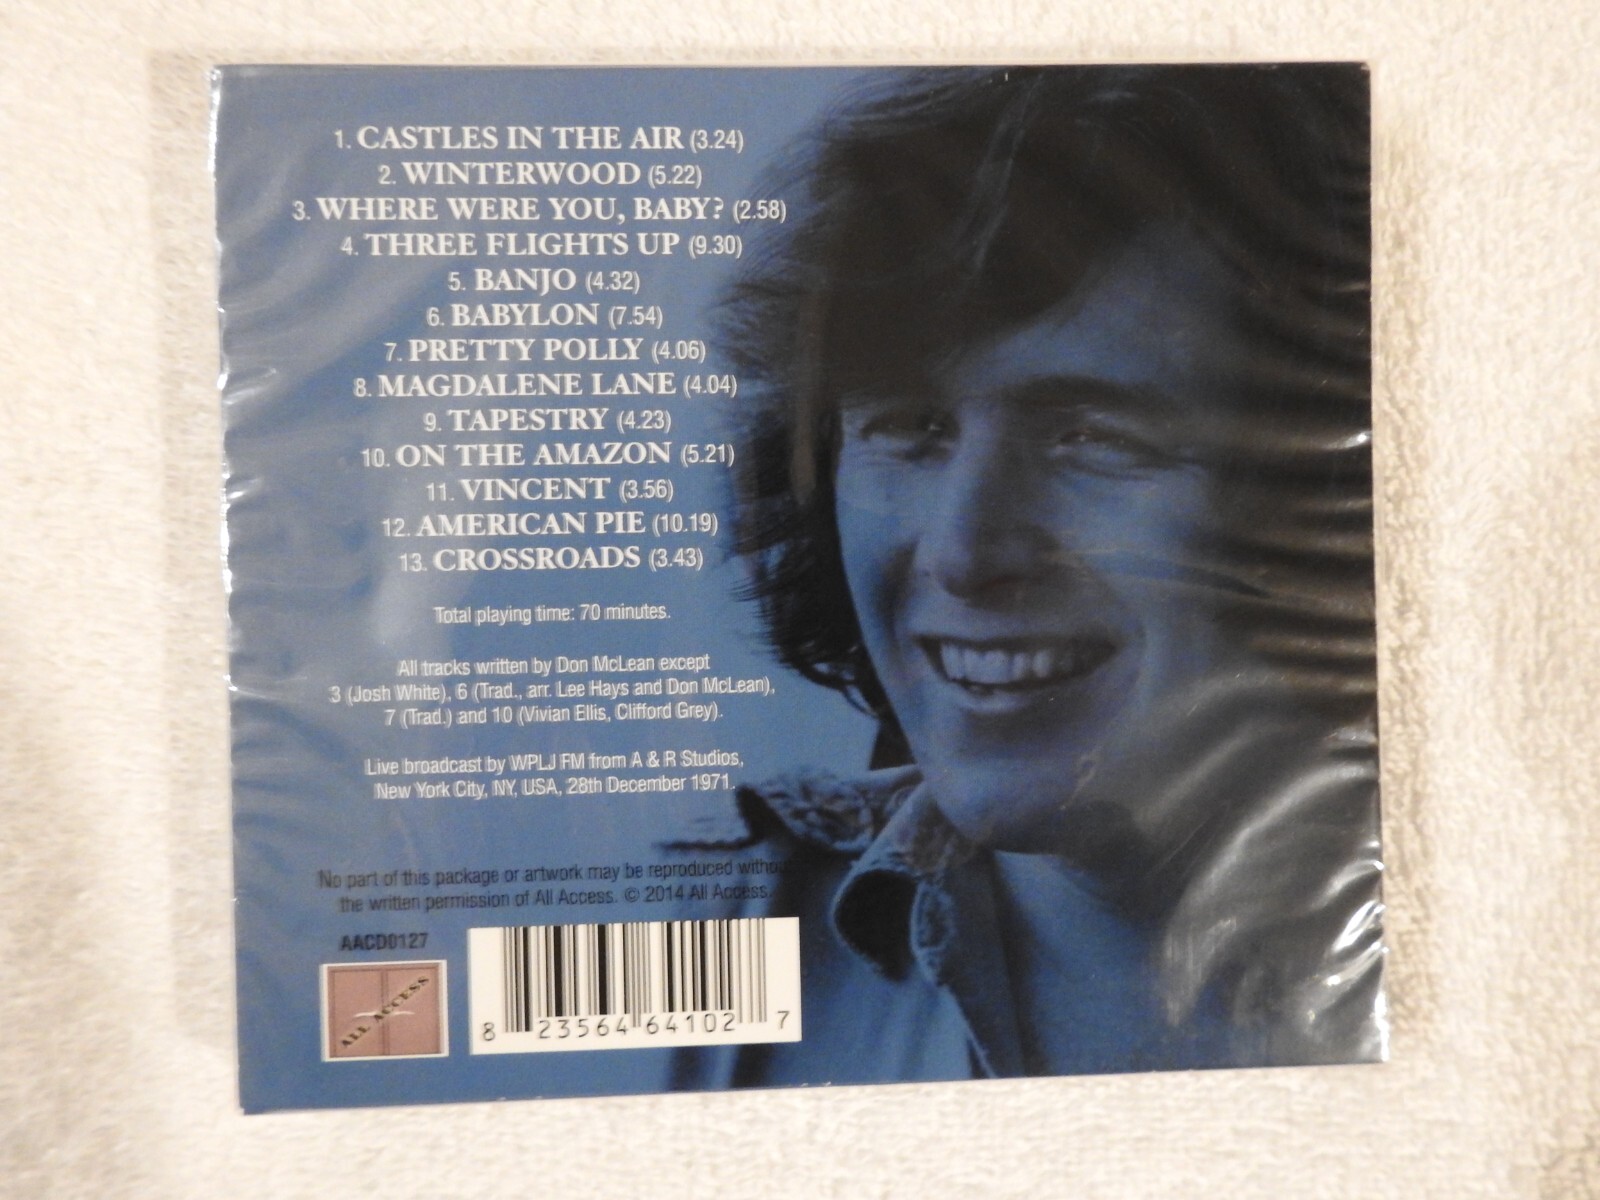 1. CASTLES IN THE AIR (3.24)
2. WINTERWOOD (5.22)
3. WHERE WERE YOU, BABY? (2.58)
4. THREE FLIGHTS UP (9.30)
5. BANJO (4.32)
6. BABYLON (7.54)
7. PRETTY POLLY (4.06)
8. MAGDALENE LANE (4.04)
9. TAPESTRY (4.23)
10. ON THE AMAZON (5.21)
11. VINCENT (3.56)
12. AMERICAN PIE (10.19)
13. CROSSROADS (3.43)
Total playing time: 70 minutes.
All tracks written by Don McLean except
3 (Josh White), 6 (Trad., arr. Lee Hays and Don McLean),
7 (Trad.) and 10 (Vivian Ellis, Clifford Grey).
Live broadcast by WPLJ FM from A & R Studios,
New York City, NY, USA, 28th December 1971.
No part of this package or artwork may be reproduced without
the written permission of All Access. © 2014 All Access.
AACD0127
ALL ACCESS
8 23564 64102 7